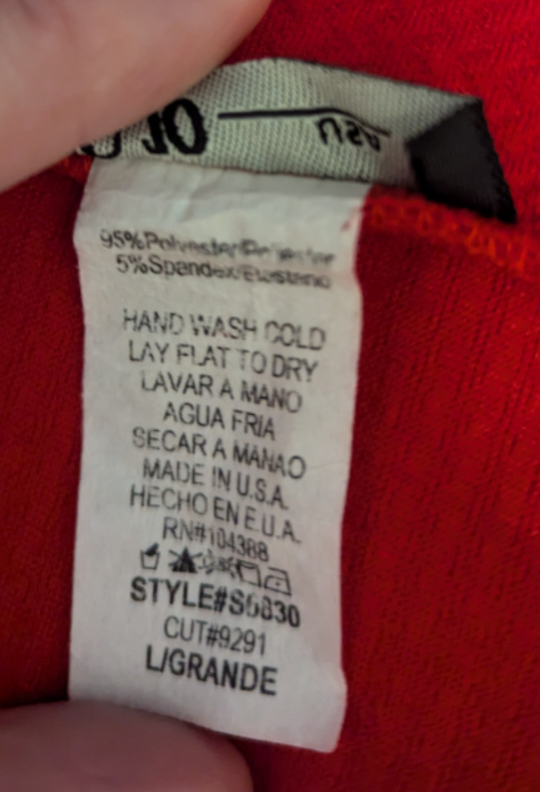 95%Polyester/Poliester
5%Spandex/Elastano
HAND WASH COLD
LAY FLAT TO DRY
LAVAR A MANO
AGUA FRIA
SECAR A MANAO
MADE IN U.S.A.
HECHO EN E.U.A.
RN#104388
STYLE#S6830
CUT#9291
L/GRANDE
USA